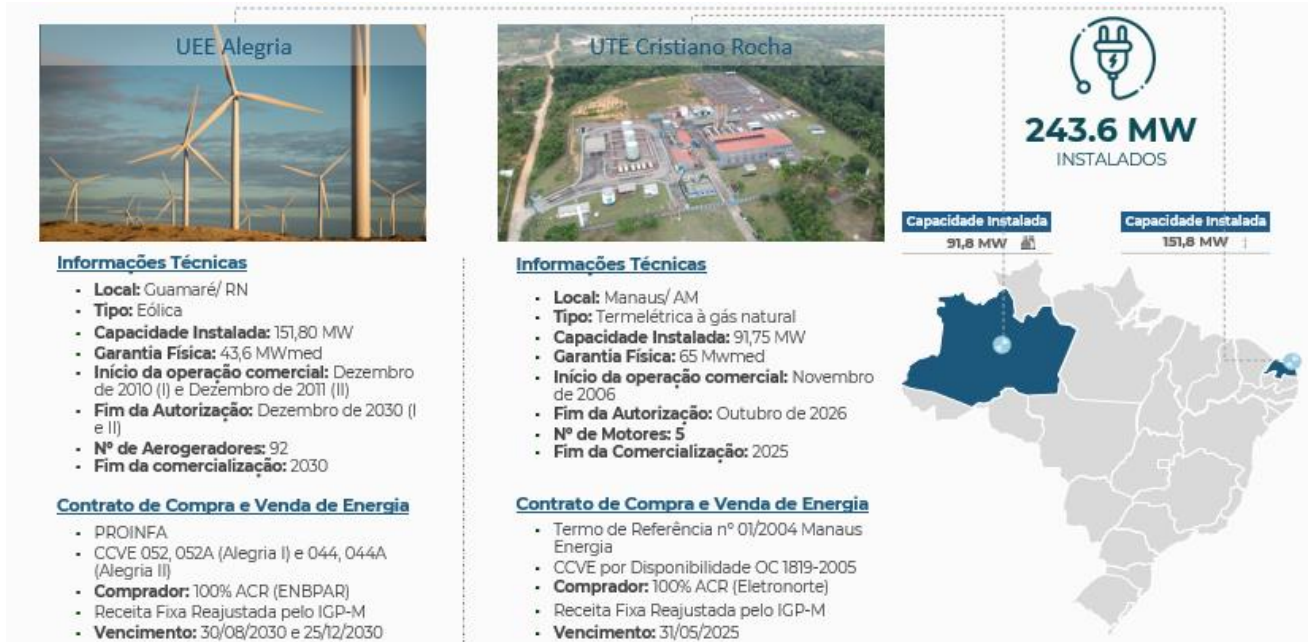 UEE Alegria
Informações Técnicas
• Local: Guamaré/ RN
• Tipo: Eólica
• Capacidade Instalada: 151,80 MW
• Garantia Física: 43,6 MWmed
• Início da operação comercial: Dezembro
de 2010 (I) e Dezembro de 2011 (II)
• Fim da Autorização: Dezembro de 2030 (I
e II)
• Nº de Aerogeradores: 92
• Fim da comercialização: 2030
Contrato de Compra e Venda de Energia
• PROINFA
• CCVE 052, 052A (Alegria I) e 044, 044A
(Alegria II)
• Comprador: 100% ACR (ENBPAR)
• Receita Fixa Reajustada pelo IGP-M
• Vencimento: 30/08/2030 e 25/12/2030
UTE Cristiano Rocha
Informações Técnicas
• Local: Manaus/ AM
• Tipo: Termelétrica à gás natural
• Capacidade Instalada: 91,75 MW
• Garantia Física: 65 Mwmed
• Início da operação comercial: Novembro
de 2006
• Fim da Autorização: Outubro de 2026
• Nº de Motores: 5
• Fim da Comercialização: 2025
Contrato de Compra e Venda de Energia
• Termo de Referência nº 01/2004 Manaus
Energia
• CCVE por Disponibilidade OC 1819-2005
• Comprador: 100% ACR (Eletronorte)
• Receita Fixa Reajustada pelo IGP-M
• Vencimento: 31/05/2025
243.6 MW
INSTALADOS
Capacidade Instalada
91,8 MW
Capacidade Instalada
151,8 MW